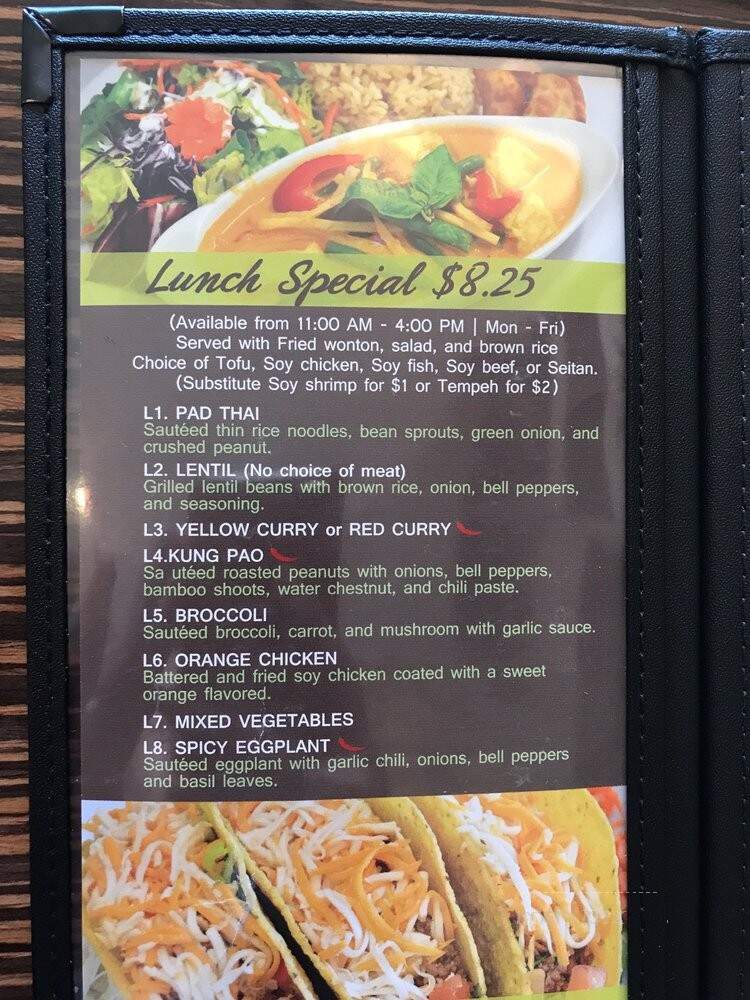 Lunch Special $8.25
(Available from 11:00 AM - 4:00 PM | Mon - Fri)
Served with Fried wonton, salad, and brown rice
Choice of Tofu, Soy chicken, Soy fish, Soy beef, or Seitan.
(Substitute Soy shrimp for $1 or Tempeh for $2)
L1. PAD THAI
Sautéed thin rice noodles, bean sprouts, green onion, and
crushed peanut.
L2. LENTIL (No choice of meat)
Grilled lentil beans with brown rice, onion, bell peppers,
and seasoning.
L3. YELLOW CURRY or RED CURRY
L4.KUNG PAO
Sa utéed roasted peanuts with onions, bell peppers,
bamboo shoots, water chestnut, and chili paste.
L5. BROCCOLI
Sautéed broccoli, carrot, and mushroom with garlic sauce.
L6. ORANGE CHICKEN
Battered and fried soy chicken coated with a sweet
orange flavored.
L7. MIXED VEGETABLES
L8. SPICY EGGPLANT
Sautéed eggplant with garlic chili, onions, bell peppers
and basil leaves.